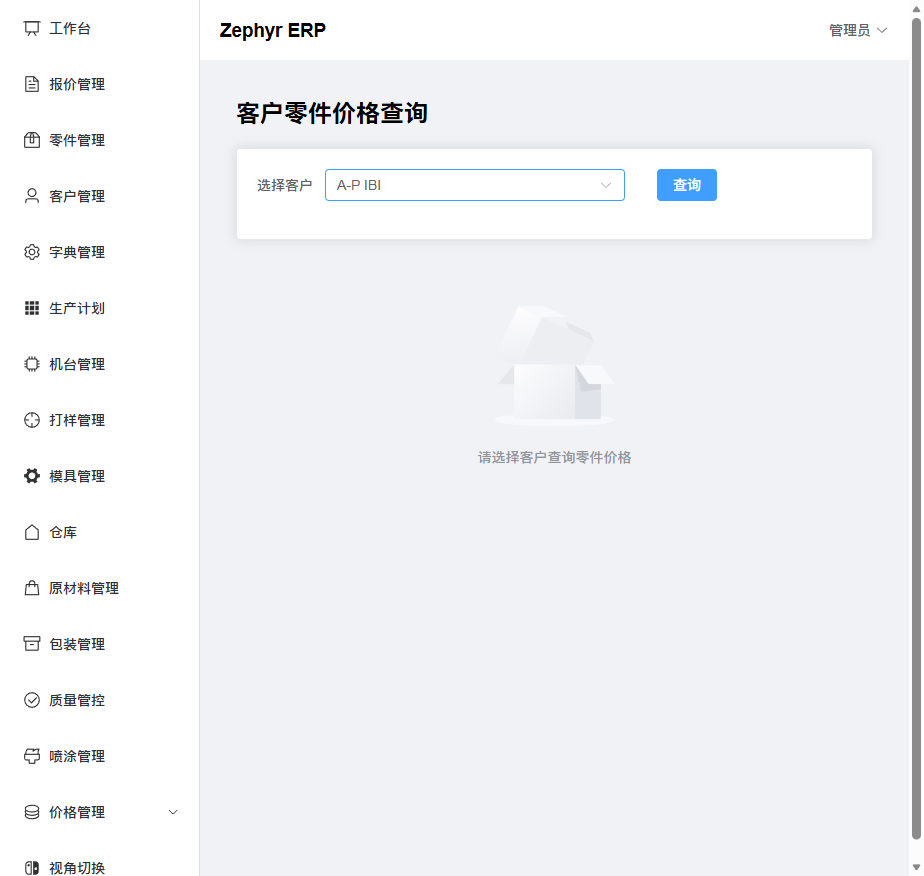 工作台
报价管理
零件管理
客户管理
字典管理
生产计划
机台管理
打样管理
模具管理
仓库
原材料管理
包装管理
质量管控
喷涂管理
价格管理
视角切换
Zephyr ERP
管理员
客户零件价格查询
选择客户 A-P IBI 查询
请选择客户查询零件价格